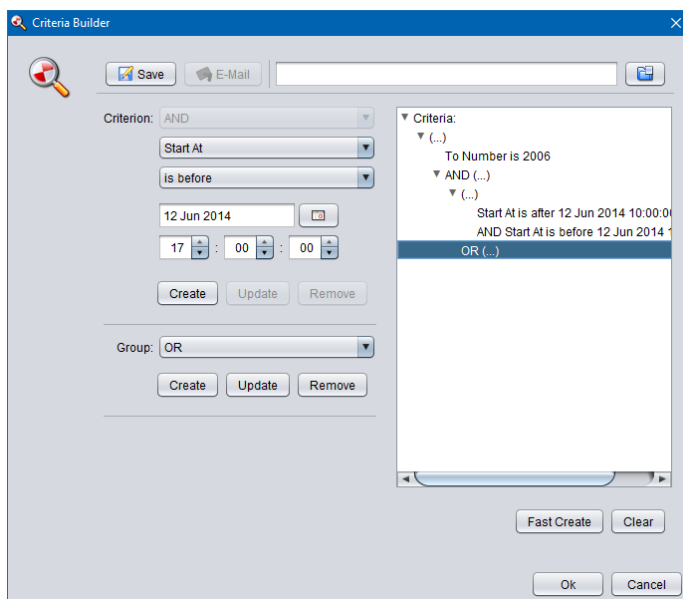 Criteria Builder
Save
E-Mail
Criterion:
AND
Start At
is before
12 Jun 2014
17 : 00 : 00
Create
Update
Remove
Group:
OR
Create
Update
Remove
Criteria:
(...)
To Number is 2006
AND (...)
(...)
Start At is after 12 Jun 2014 10:00:0
AND Start At is before 12 Jun 2014 1
OR (...)
Fast Create
Clear
Ok
Cancel